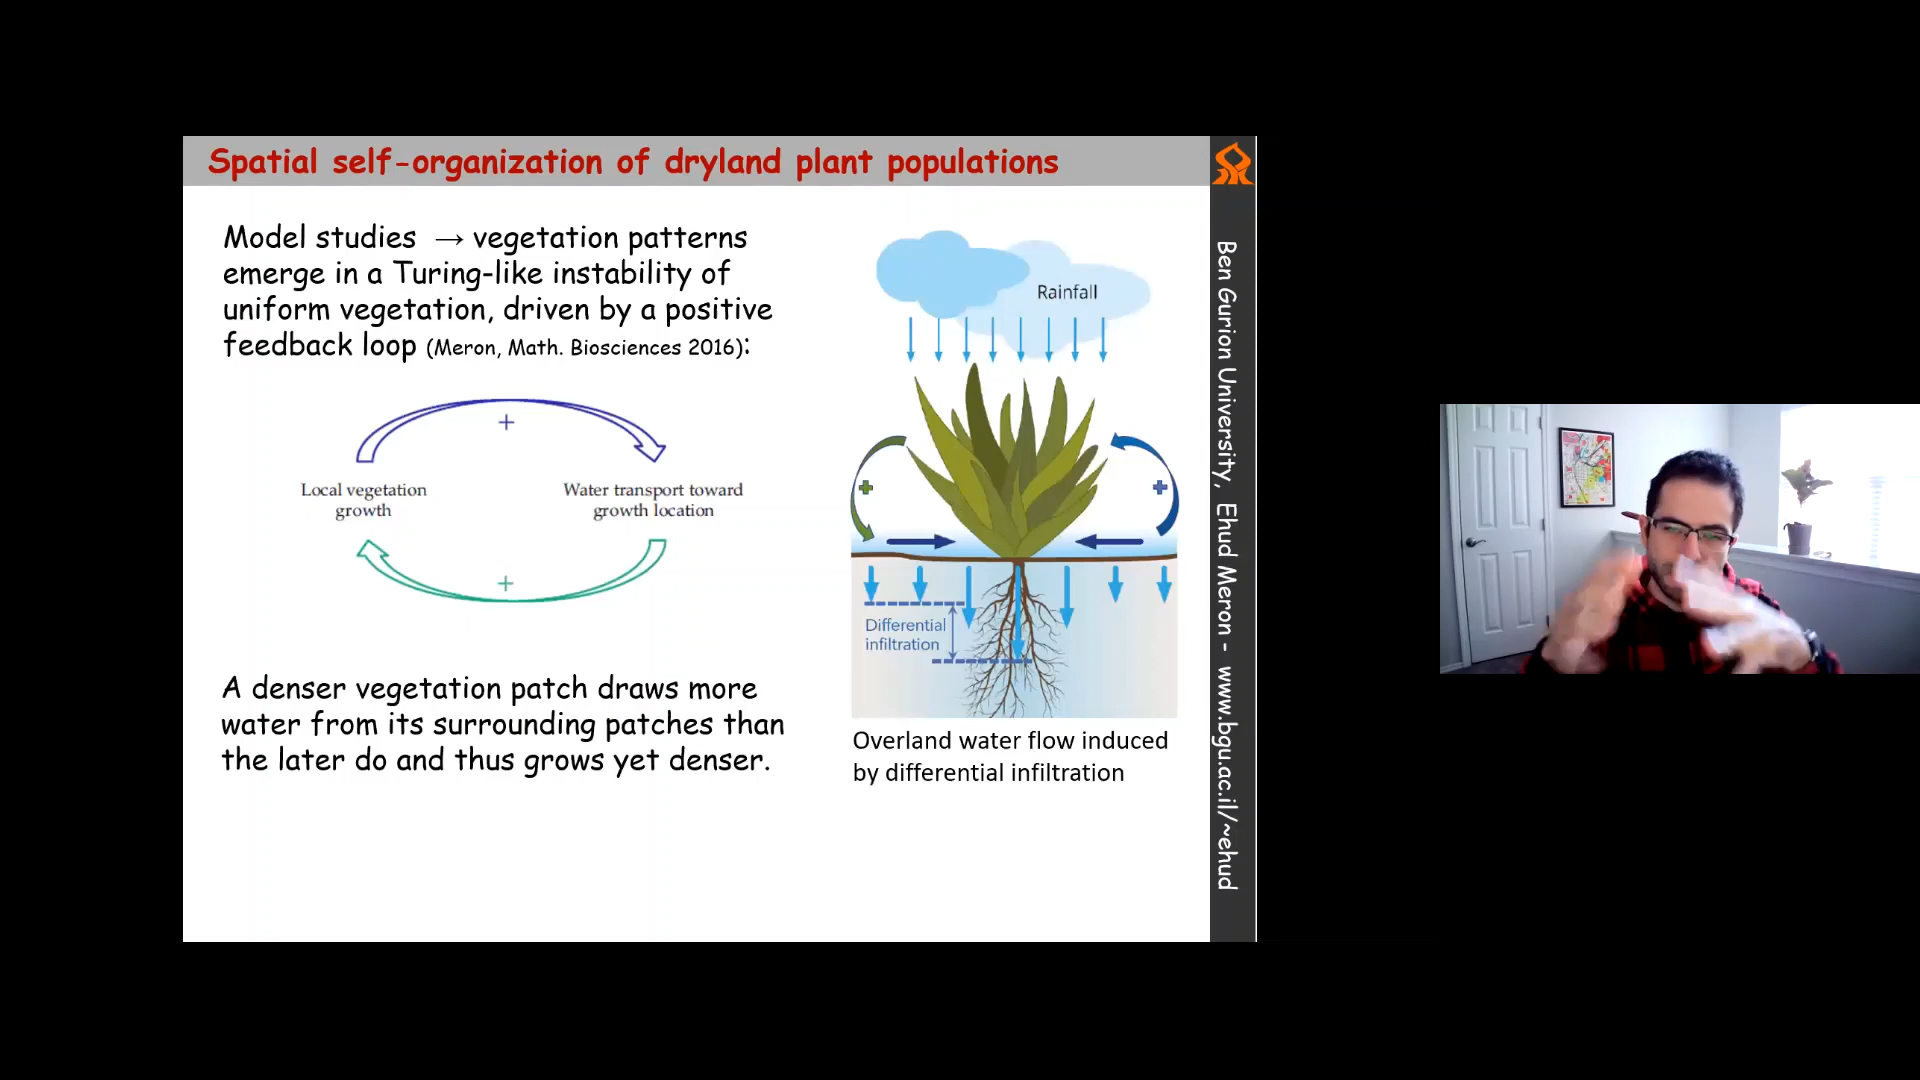 Spatial self-organization of dryland plant populations
Model studies → vegetation patterns
emerge in a Turing-like instability of
uniform vegetation, driven by a positive
feedback loop (Meron, Math. Biosciences 2016):
+
Local vegetation
growth
Water transport toward
growth location
+
A denser vegetation patch draws more
water from its surrounding patches than
the later do and thus grows yet denser.
Rainfall
+
+
Differential
infiltration
Overland water flow induced
by differential infiltration
Ben Gurion University, Ehud Meron - www.bgu.ac.il/~ehud